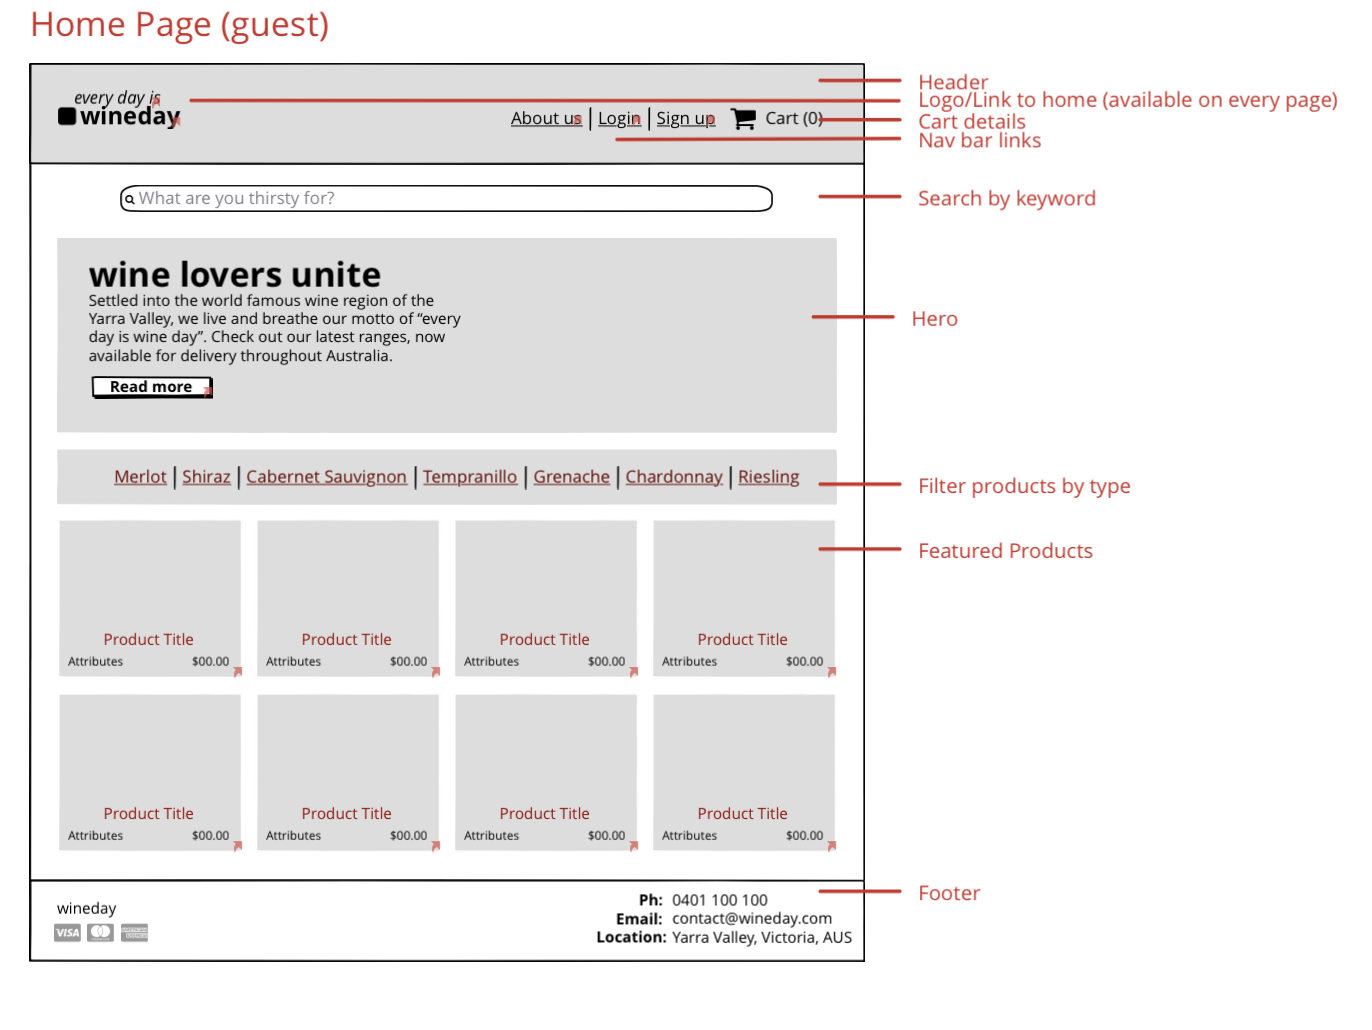 Home Page (guest)
every day is
wineday
About us | Login | Sign up Cart (0)
Header
Logo/Link to home (available on every page)
Cart details
Nav bar links
What are you thirsty for?
Search by keyword
wine lovers unite
Settled into the world famous wine region of the
Yarra Valley, we live and breathe our motto of “every
day is wine day”. Check out our latest ranges, now
available for delivery throughout Australia.
Read more
Hero
Merlot | Shiraz | Cabernet Sauvignon | Tempranillo | Grenache | Chardonnay | Riesling
Filter products by type
Featured Products
Product Title Product Title Product Title Product Title
Attributes $00.00 Attributes $00.00 Attributes $00.00 Attributes $00.00
Product Title Product Title Product Title Product Title
Attributes $00.00 Attributes $00.00 Attributes $00.00 Attributes $00.00
Footer
wineday
VISA
AMERICAN EXPRESS
Ph: 0401 100 100
Email: contact@wineday.com
Location: Yarra Valley, Victoria, AUS